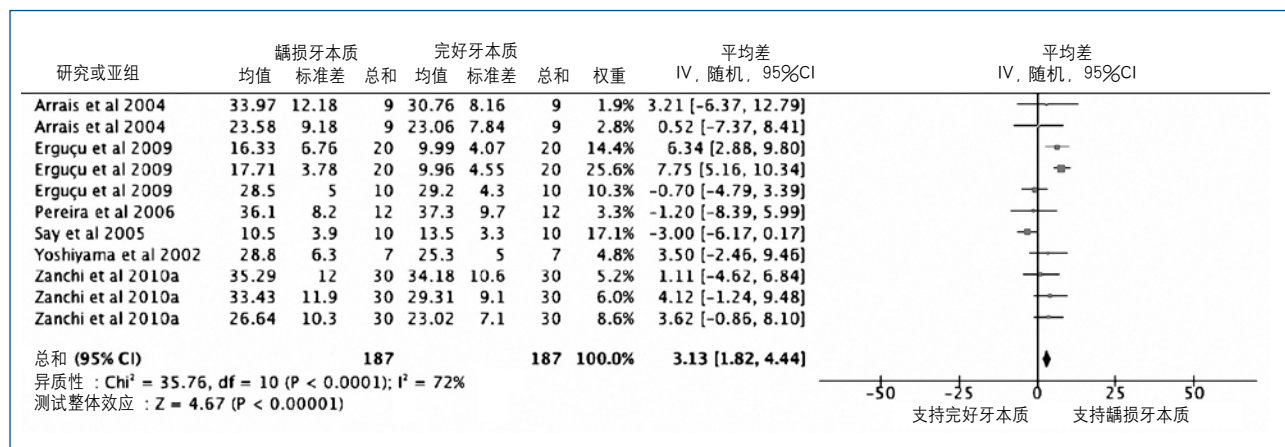 龋损牙本质 完好牙本质 平均差 平均差
研究或亚组 均值 标准差 总和 均值 标准差 总和 权重 IV, 随机, 95%CI IV, 随机, 95%CI
Arrais et al 2004 33.97 12.18 9 30.76 8.16 9 1.9% 3.21 [-6.37, 12.79]
Arrais et al 2004 23.58 9.18 9 23.06 7.84 9 2.8% 0.52 [-7.37, 8.41]
Erguçu et al 2009 16.33 6.76 20 9.99 4.07 20 14.4% 6.34 [2.88, 9.80]
Erguçu et al 2009 17.71 3.78 20 9.96 4.55 20 25.6% 7.75 [5.16, 10.34]
Erguçu et al 2009 28.5 5 10 29.2 4.3 10 10.3% -0.70 [-4.79, 3.39]
Pereira et al 2006 36.1 8.2 12 37.3 9.7 12 3.3% -1.20 [-8.39, 5.99]
Say et al 2005 10.5 3.9 10 13.5 3.3 10 17.1% -3.00 [-6.17, 0.17]
Yoshiyama et al 2002 28.8 6.3 7 25.3 5 7 4.8% 3.50 [-2.46, 9.46]
Zanchi et al 2010a 35.29 12 30 34.18 10.6 30 5.2% 1.11 [-4.62, 6.84]
Zanchi et al 2010a 33.43 11.9 30 29.31 9.1 30 6.0% 4.12 [-1.24, 9.48]
Zanchi et al 2010a 26.64 10.3 30 23.02 7.1 30 8.6% 3.62 [-0.86, 8.10]
总和 (95% CI) 187 187 100.0% 3.13 [1.82, 4.44]
异质性 : Chi² = 35.76, df = 10 (P < 0.0001); I² = 72%
测试整体效应 : Z = 4.67 (P < 0.00001)
-50 -25 0 25 50
支持完好牙本质 支持龋损牙本质